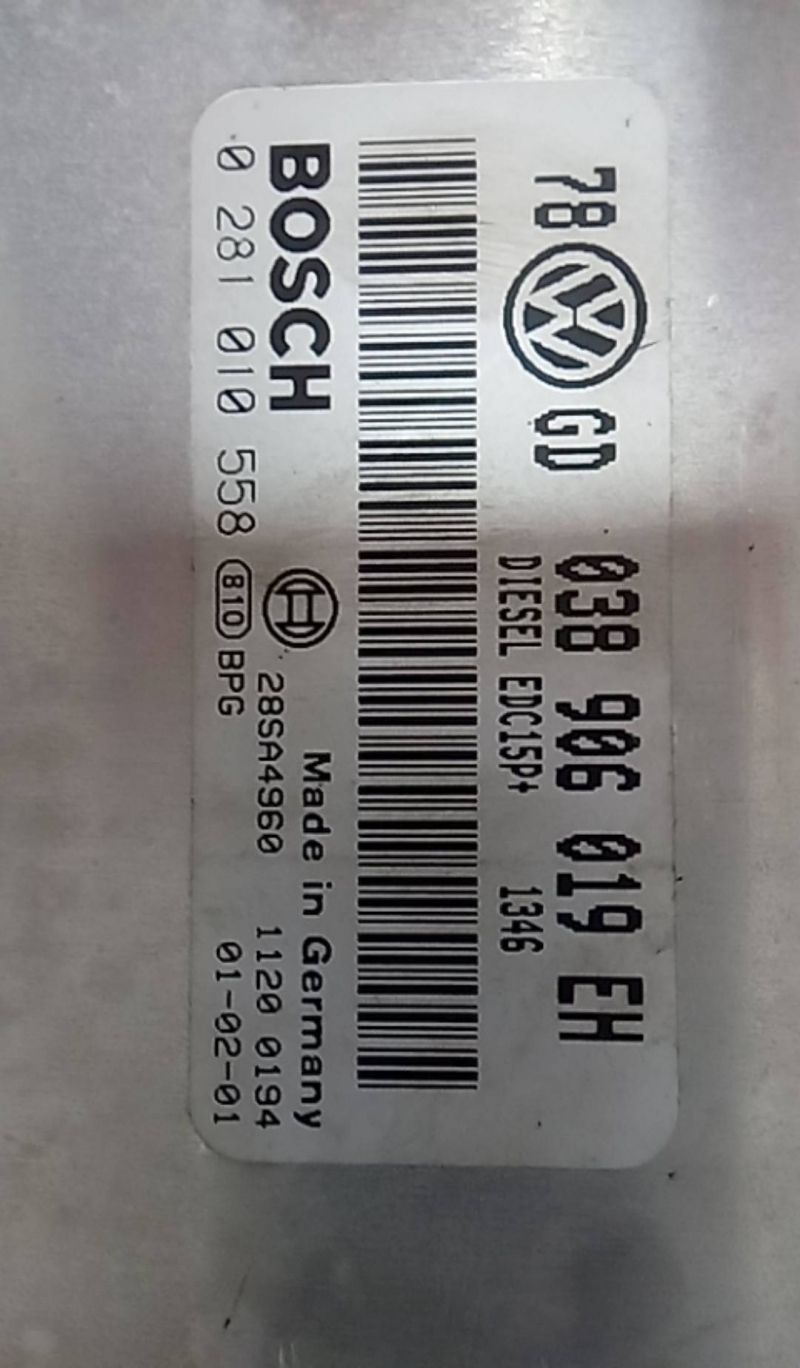 78 VW GD 038 906 019 EH
DIESEL EDC15P+ 1346
BOSCH Made in Germany
28SA4960 1120 0194
0 281 010 558 810 BPG 01-02-01